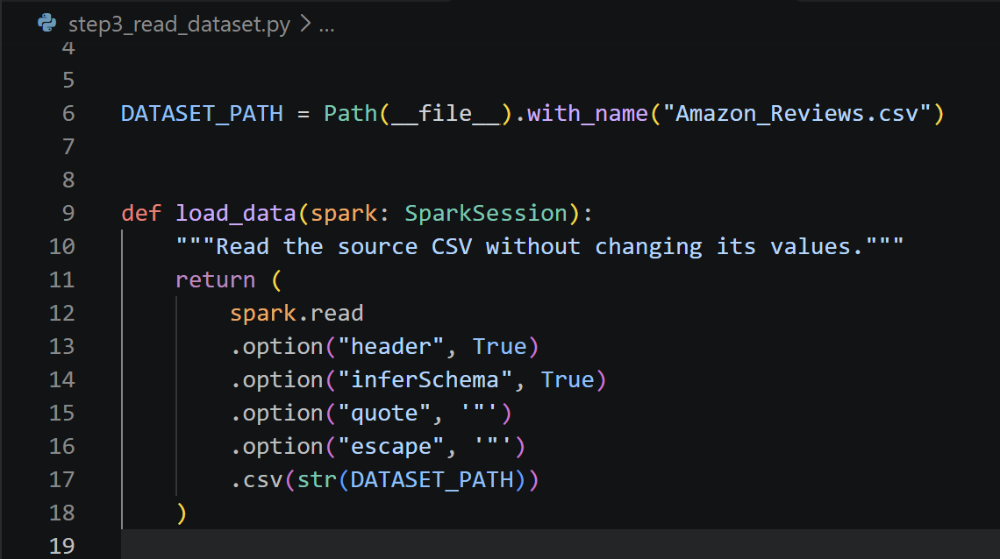 step3_read_dataset.py > ...
4
5
6 DATASET_PATH = Path(__file__).with_name("Amazon_Reviews.csv")
7
8
9 def load_data(spark: SparkSession):
10     """Read the source CSV without changing its values."""
11     return (
12         spark.read
13         .option("header", True)
14         .option("inferSchema", True)
15         .option("quote", '"')
16         .option("escape", '"')
17         .csv(str(DATASET_PATH))
18     )
19